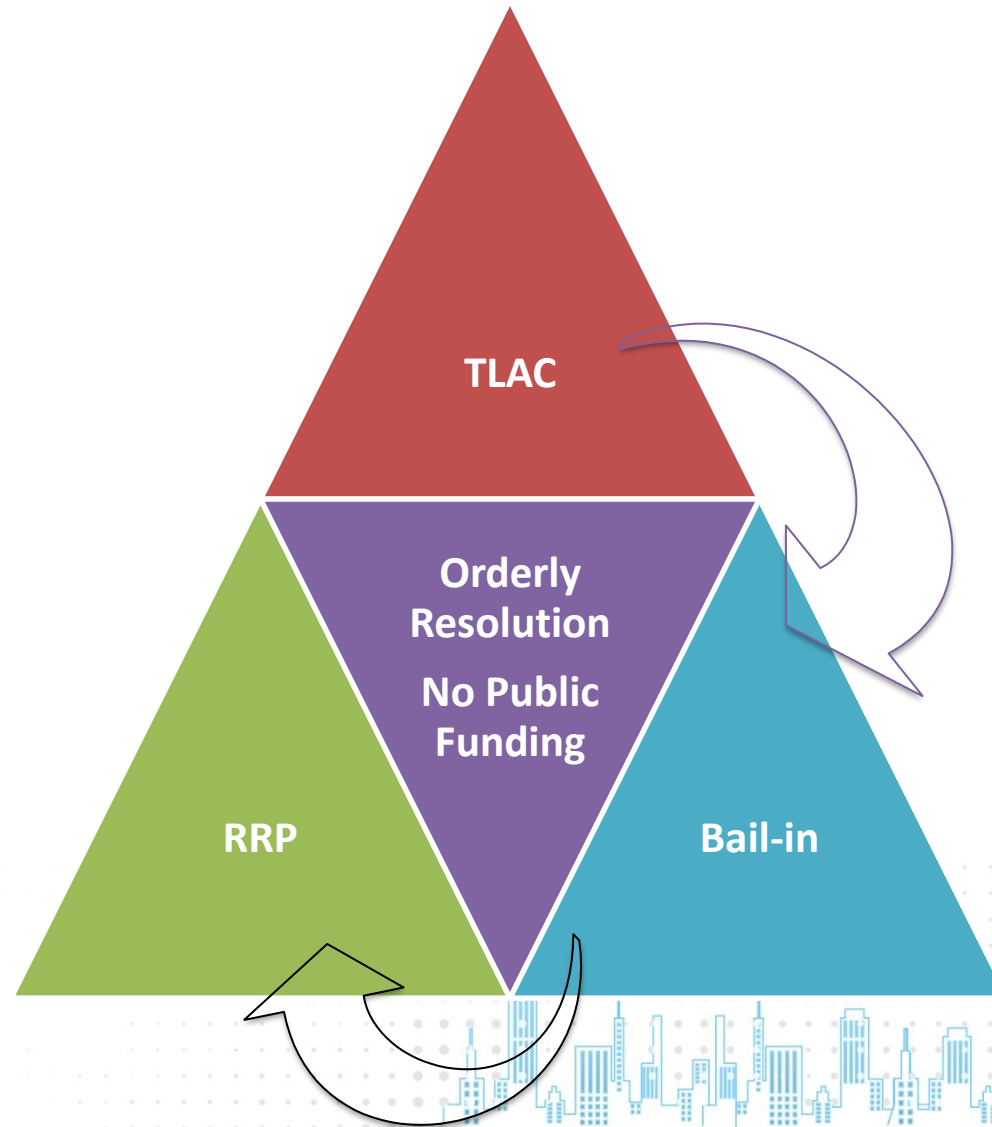 TLAC
Orderly
Resolution
No Public
Funding
RRP
Bail-in